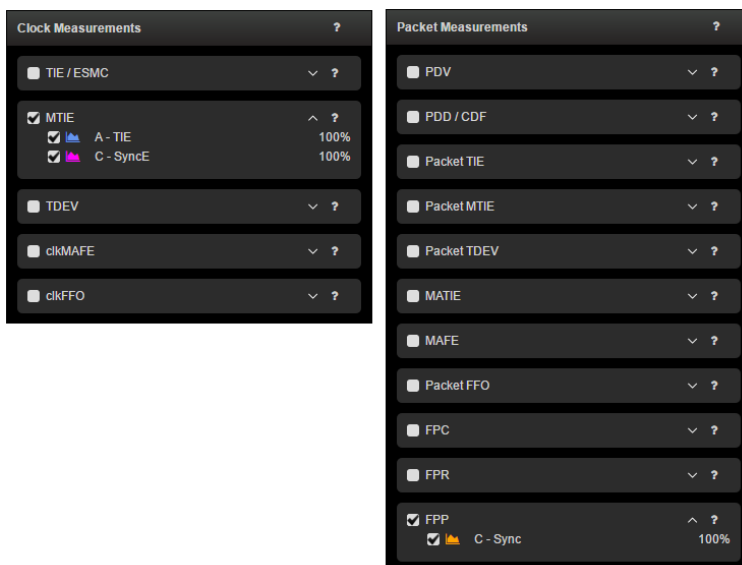 Clock Measurements ?
TIE / ESMC ?
MTIE ?
A - TIE 100%
C - SyncE 100%
TDEV ?
clkMAFE ?
clkFFO ?
Packet Measurements ?
PDV ?
PDD / CDF ?
Packet TIE ?
Packet MTIE ?
Packet TDEV ?
MATIE ?
MAFE ?
Packet FFO ?
FPC ?
FPR ?
FPP ?
C - Sync 100%